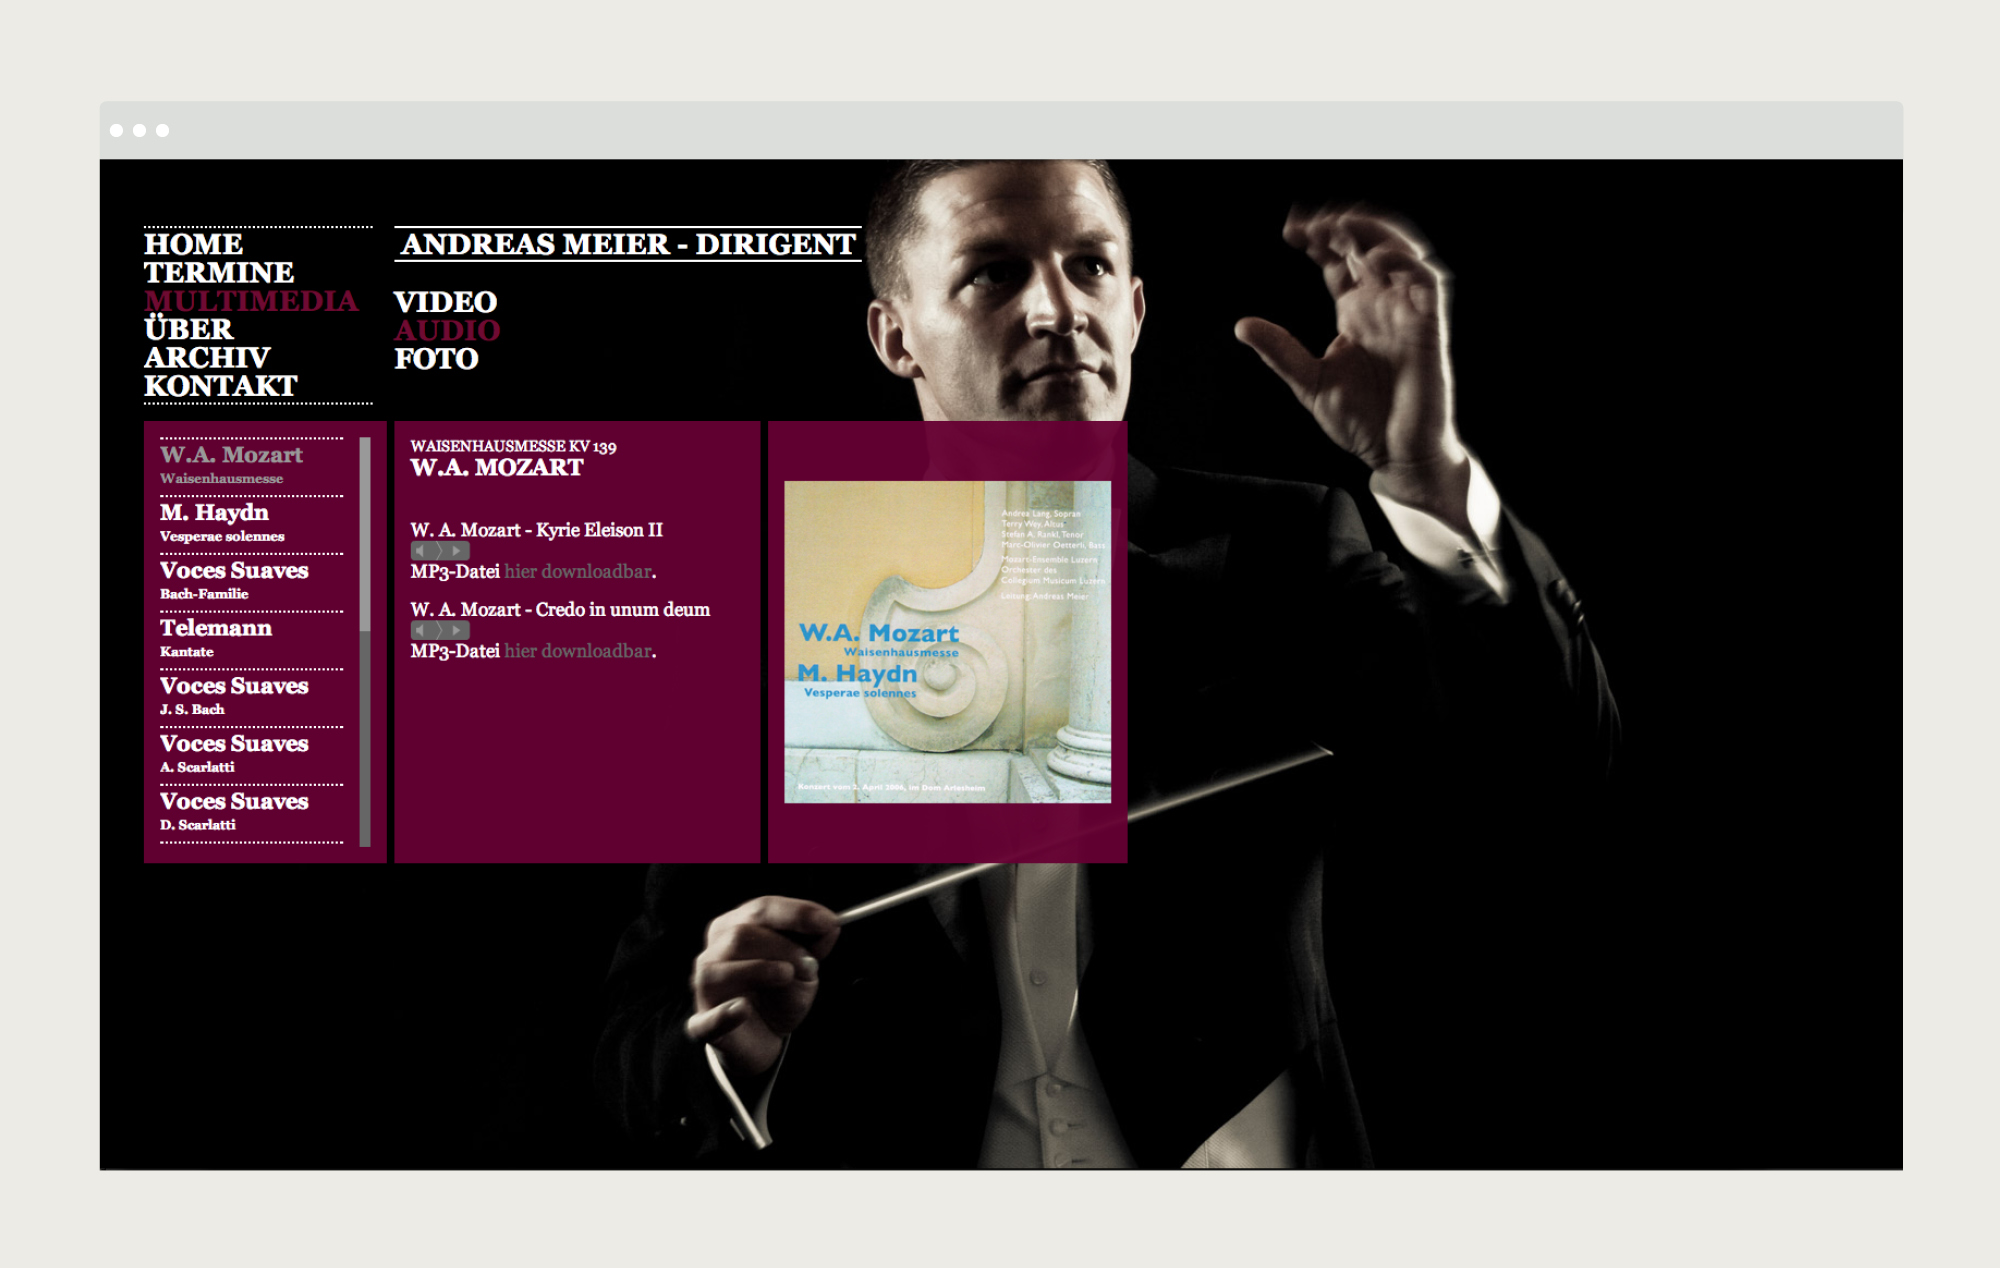 HOME
TERMINE
MULTIMEDIA
ÜBER
ARCHIV
KONTAKT
ANDREAS MEIER - DIRIGENT
VIDEO
AUDIO
FOTO
W.A. Mozart
Waisenhausmesse
M. Haydn
Vesperae solennes
Voces Suaves
Bach-Familie
Telemann
Kantate
Voces Suaves
J. S. Bach
Voces Suaves
A. Scarlatti
Voces Suaves
D. Scarlatti
WAISENHAUSMESSE KV 139
W.A. MOZART
W. A. Mozart - Kyrie Eleison II
MP3-Datei hier downloadbar.
W. A. Mozart - Credo in unum deum
MP3-Datei hier downloadbar.
Andrea Lang, Sopran
Terry Wey, Altus
Stefan A. Rankl, Tenor
Marc-Olivier Oetterli, Bass
Mozart-Ensemble Luzern
Orchester des
Collegium Musicum Luzern
Leitung: Andreas Meier
W.A. Mozart
Waisenhausmesse
M. Haydn
Vesperae solennes
Konzert vom 2. April 2006, im Dom Arlesheim